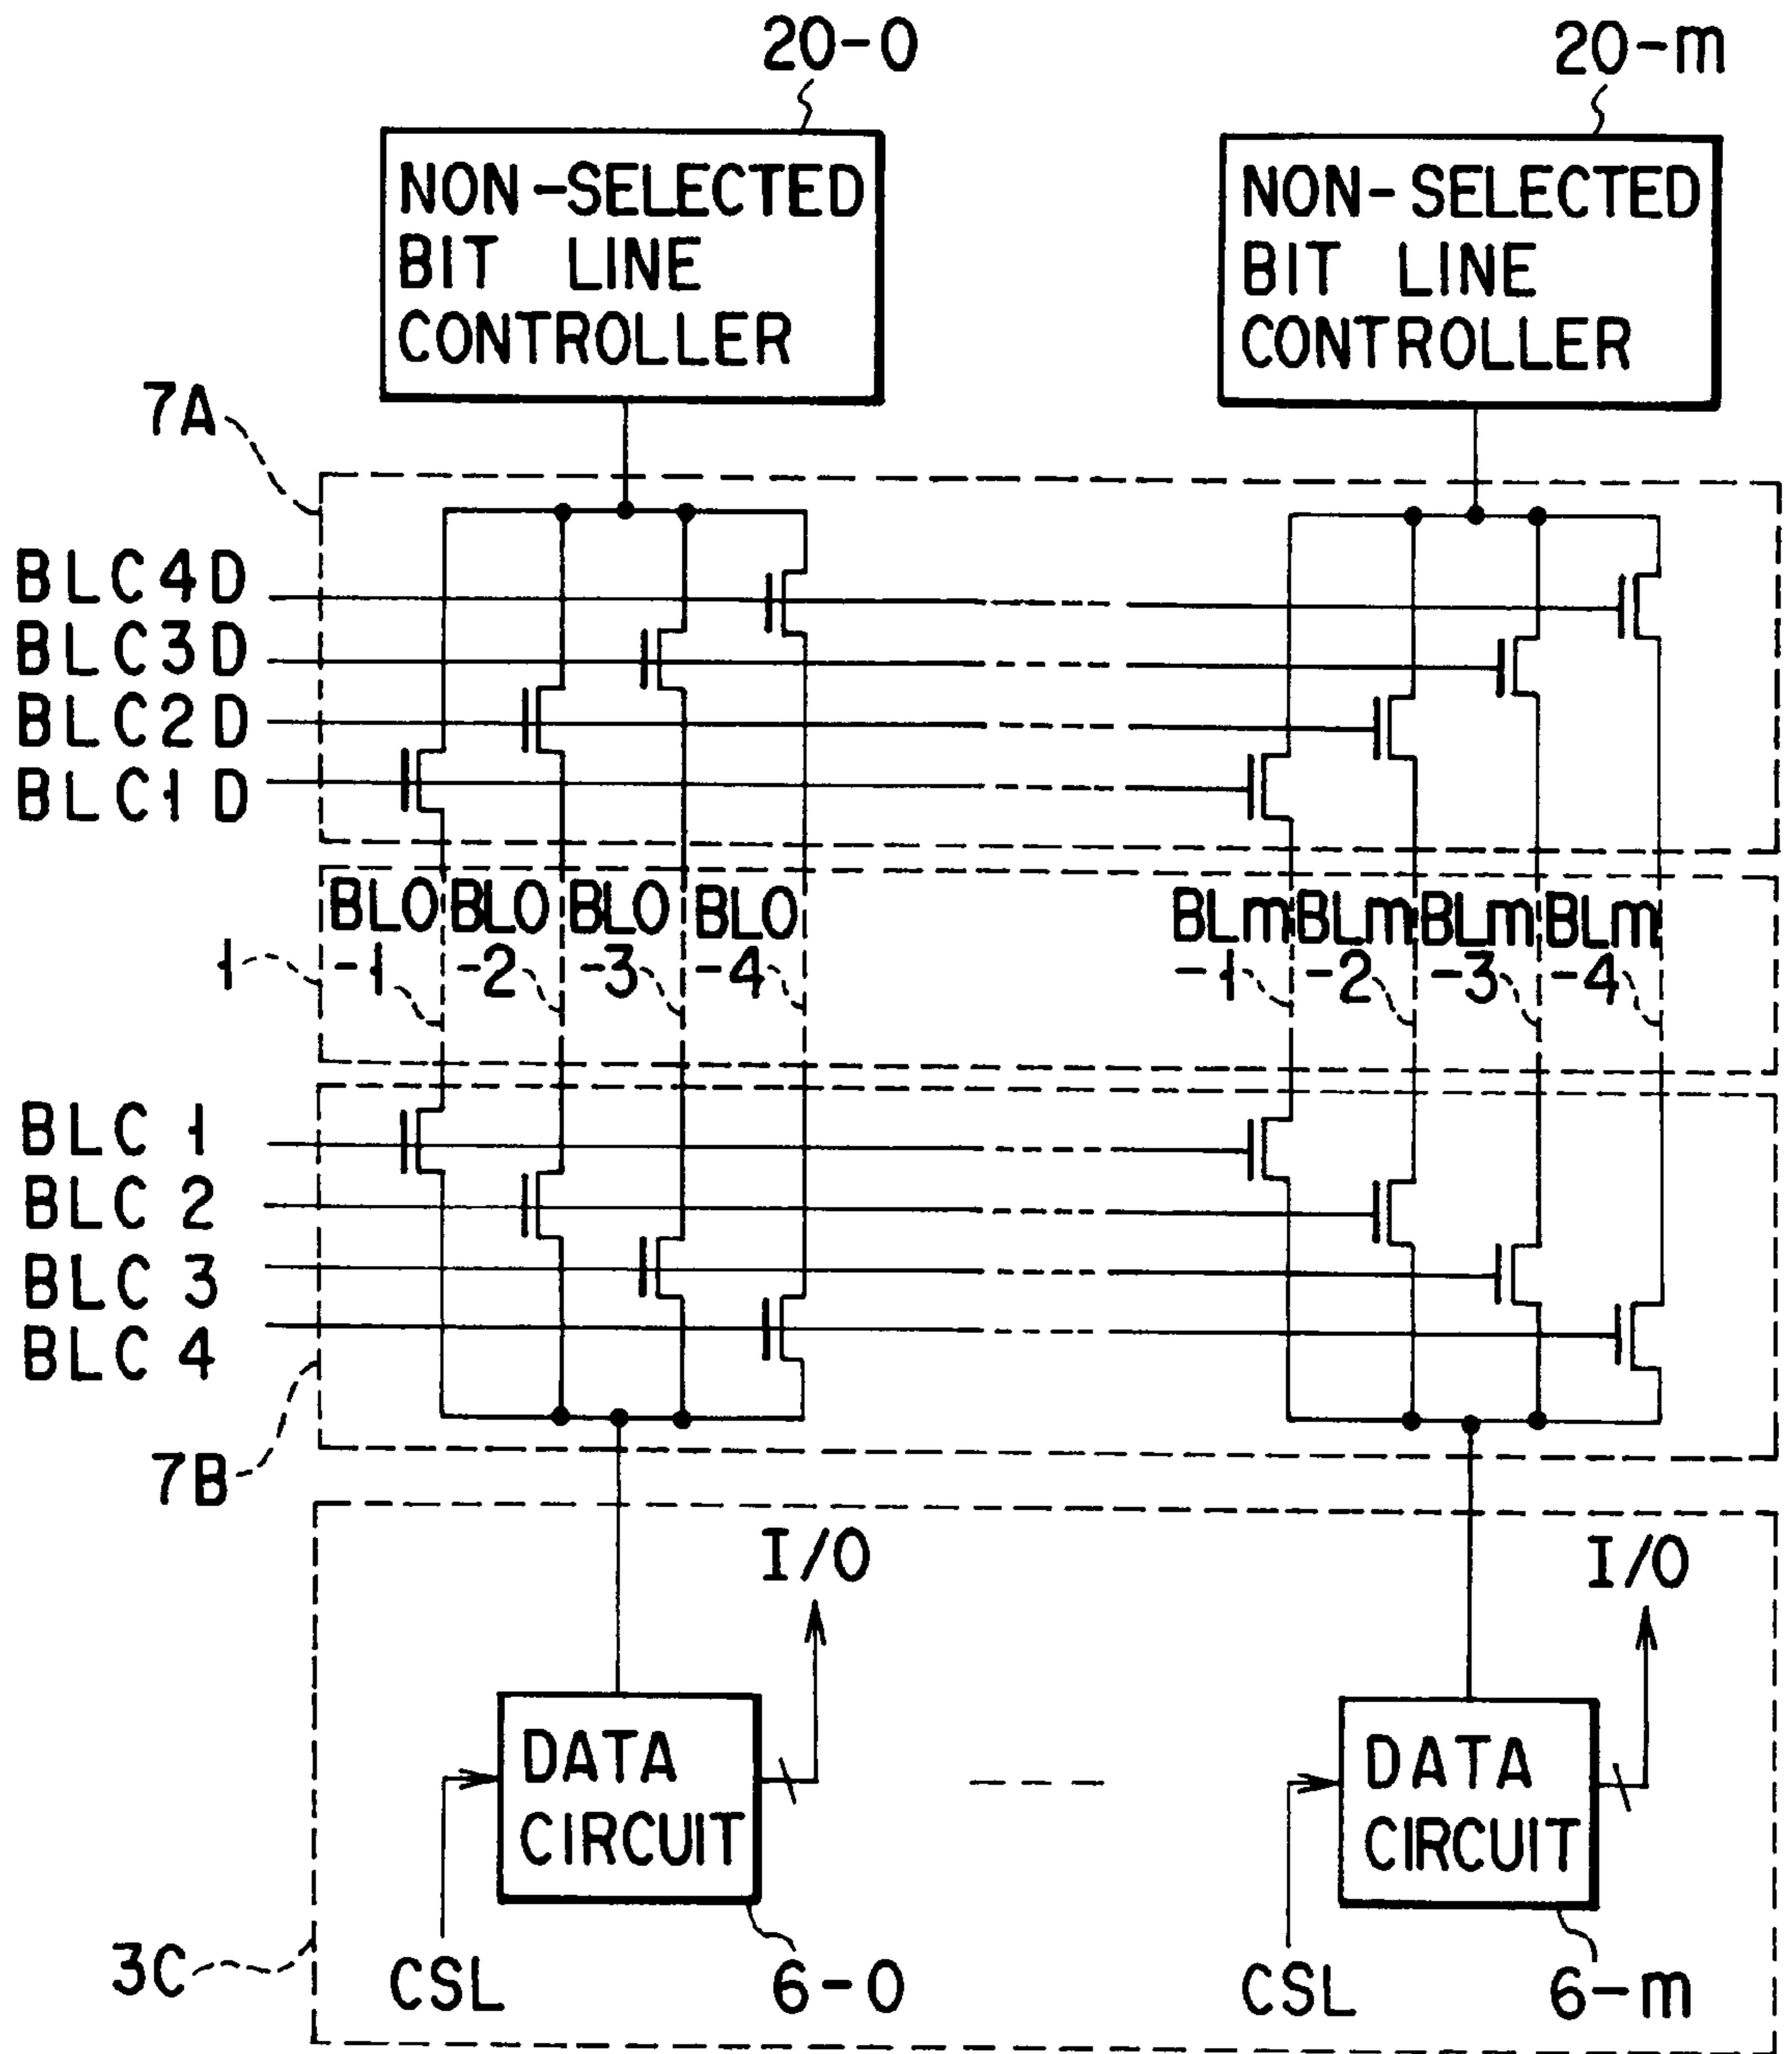 20-0
20-m
NON-SELECTED
BIT LINE
CONTROLLER
NON-SELECTED
BIT LINE
CONTROLLER
7A
BLC4D
BLC3D
BLC2D
BLC1D
BL0 BL0 BL0 BL0
-1 -2 -3 -4
BLm BLm BLm BLm
-1 -2 -3 -4
1
BLC 1
BLC 2
BLC 3
BLC 4
7B
I/O
I/O
DATA
CIRCUIT
DATA
CIRCUIT
3C
CSL
6-0
CSL
6-m